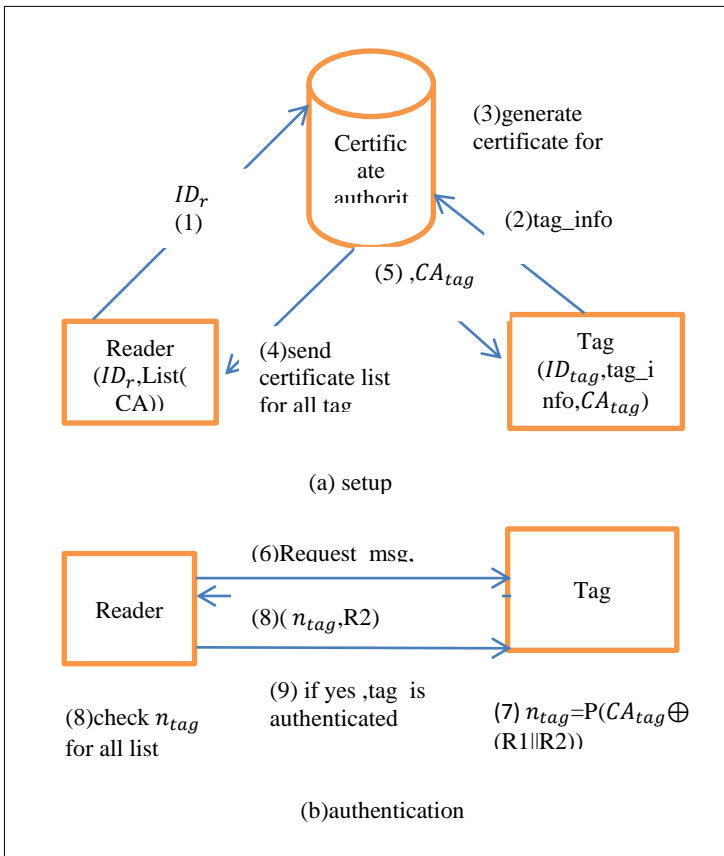 (3)generate
certificate for
Certific
ate
authorit
𝐼𝐷𝑟
(1)
(2)tag_info
(5) ,𝐶𝐴𝑡𝑎𝑔
Reader
(𝐼𝐷𝑟,List(
CA))
(4)send
certificate list
for all tag
Tag
(𝐼𝐷𝑡𝑎𝑔,tag_i
nfo,𝐶𝐴𝑡𝑎𝑔)
(a) setup
(6)Request_msg,
Reader
Tag
(8)( 𝑛𝑡𝑎𝑔,R2)
(9) if yes ,tag is
authenticated
(8)check 𝑛𝑡𝑎𝑔
for all list
(7) 𝑛𝑡𝑎𝑔=P(𝐶𝐴𝑡𝑎𝑔⊕
(R1||R2))
(b)authentication